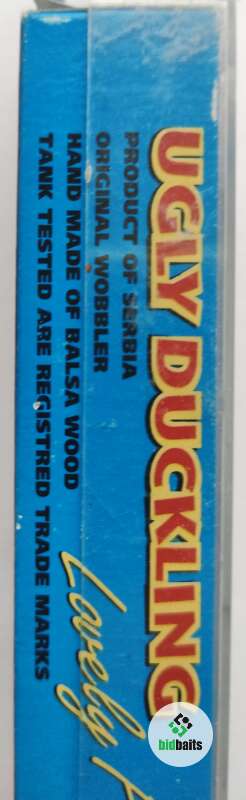 UGLY DUCKLING
PRODUCT OF SERBIA
ORIGINAL WOBBLER
HAND MADE OF BALSA WOOD
TANK TESTED ARE REGISTRED TRADE MARKS
Lovely
bidbaits